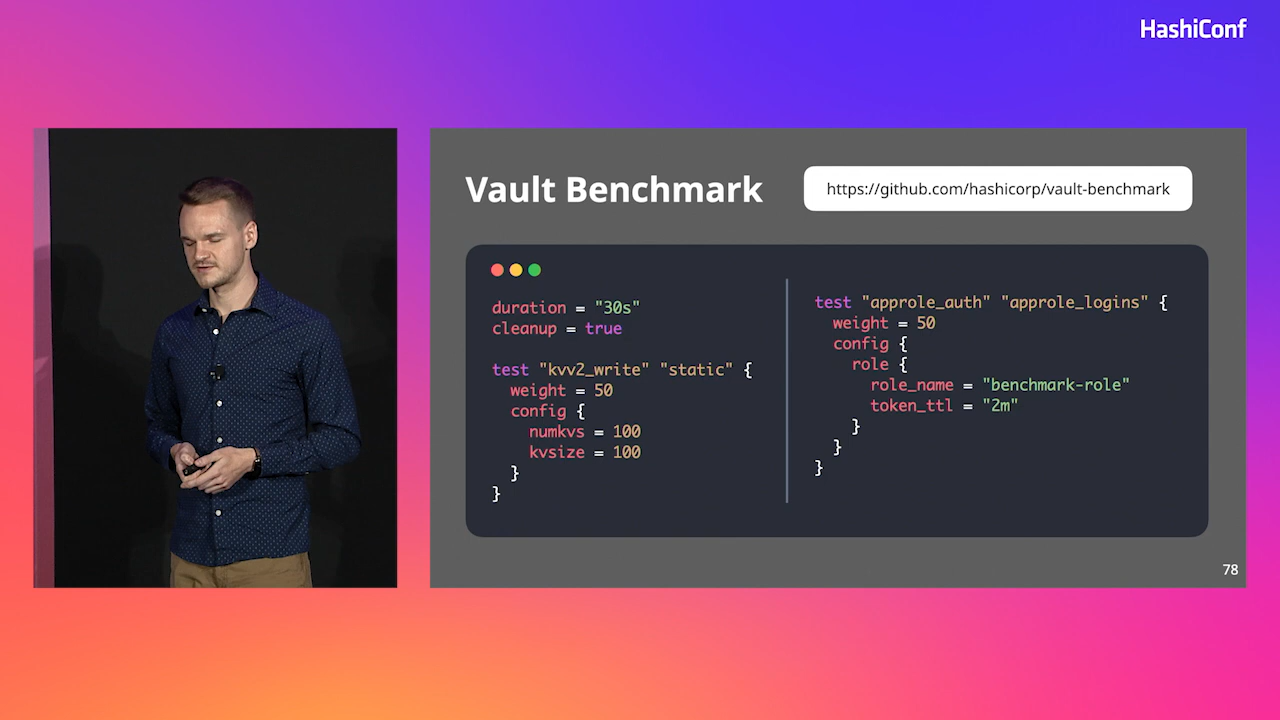 HashiConf
Vault Benchmark
https://github.com/hashicorp/vault-benchmark
duration = "30s"
cleanup = true
test "kvv2_write" "static" {
weight = 50
config {
numkvs = 100
kvsize = 100
}
}
test "approle_auth" "approle_logins" {
weight = 50
config {
role {
role_name = "benchmark-role"
token_ttl = "2m"
}
}
}
78